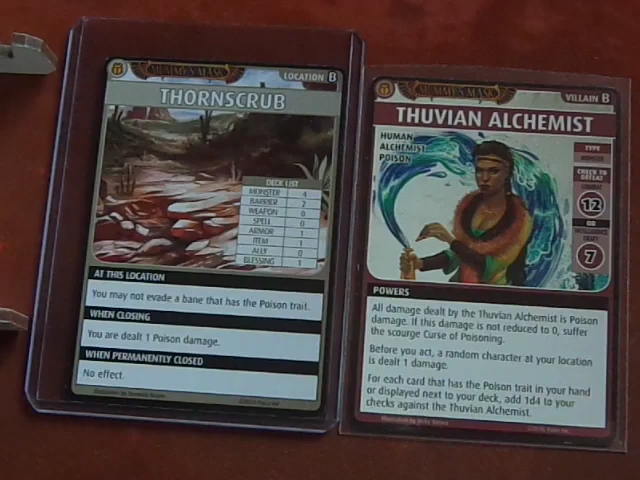 MUMMY'S MASK
LOCATION B
THORNSCRUB
DECK LIST
MONSTER 4
BARRIER 2
WEAPON 0
SPELL 0
ARMOR 1
ITEM 1
ALLY 0
BLESSING 1
AT THIS LOCATION
You may not evade a bane that has the Poison trait.
WHEN CLOSING
You are dealt 1 Poison damage.
WHEN PERMANENTLY CLOSED
No effect.
MUMMY'S MASK
VILLAIN B
THUVIAN ALCHEMIST
HUMAN
ALCHEMIST
POISON
TYPE
MONSTER
CHECK TO
DEFEAT
COMBAT
12
OR
CRAFT
7
POWERS
All damage dealt by the Thuvian Alchemist is Poison
damage. If this damage is not reduced to 0, suffer
the scourge Curse of Poisoning.
Before you act, a random character at your location
is dealt 1 damage.
For each card that has the Poison trait in your hand
or displayed next to your deck, add 1d4 to your
checks against the Thuvian Alchemist.